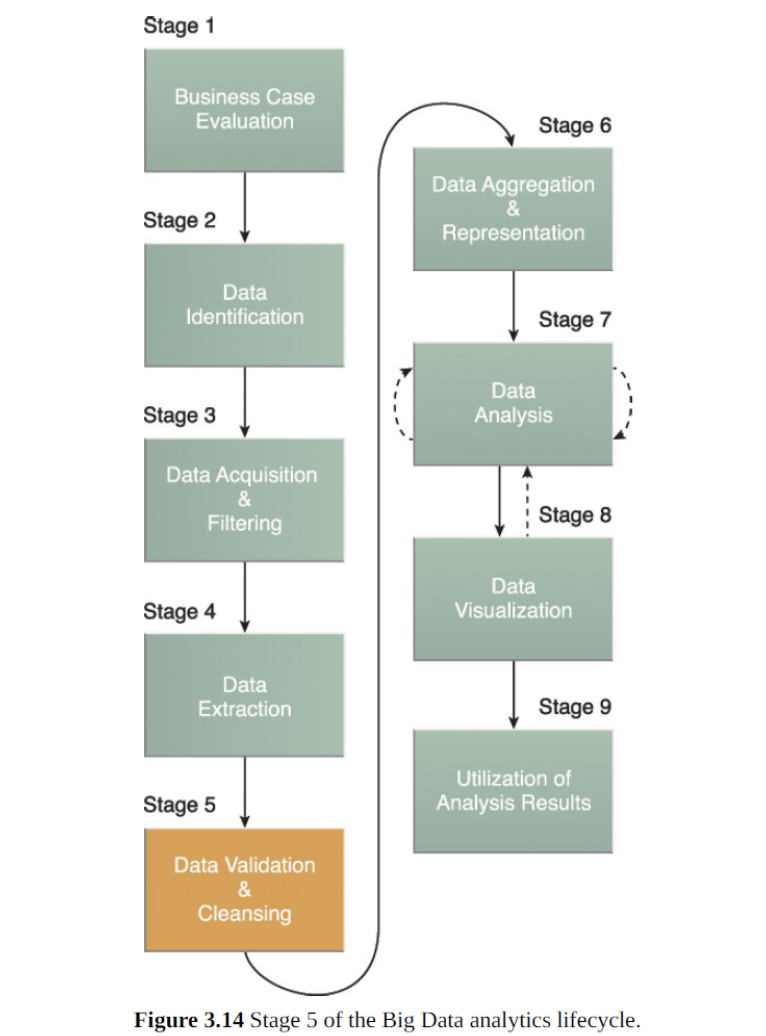 Stage 1
Business Case
Evaluation
Stage 2
Data
Identification
Stage 3
Data Acquisition
&
Filtering
Stage 4
Data
Extraction
Stage 5
Data Validation
&
Cleansing
Stage 6
Data Aggregation
&
Representation
Stage 7
Data
Analysis
Stage 8
Data
Visualization
Stage 9
Utilization of
Analysis Results
Figure 3.14 Stage 5 of the Big Data analytics lifecycle.